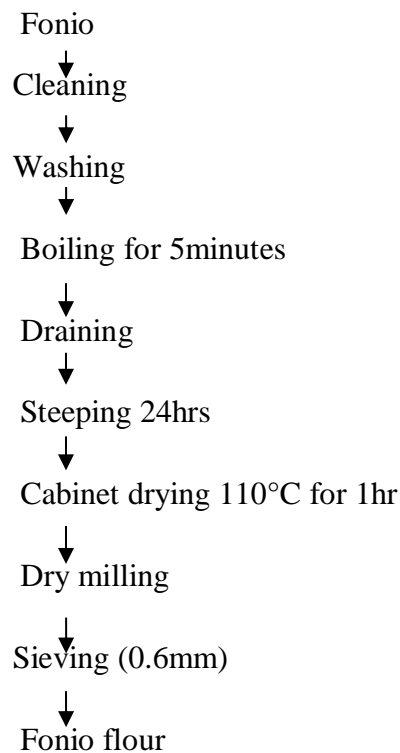 Fonio
Cleaning
Washing
Boiling for 5minutes
Draining
Steeping 24hrs
Cabinet drying 110°C for 1hr
Dry milling
Sieving (0.6mm)
Fonio flour